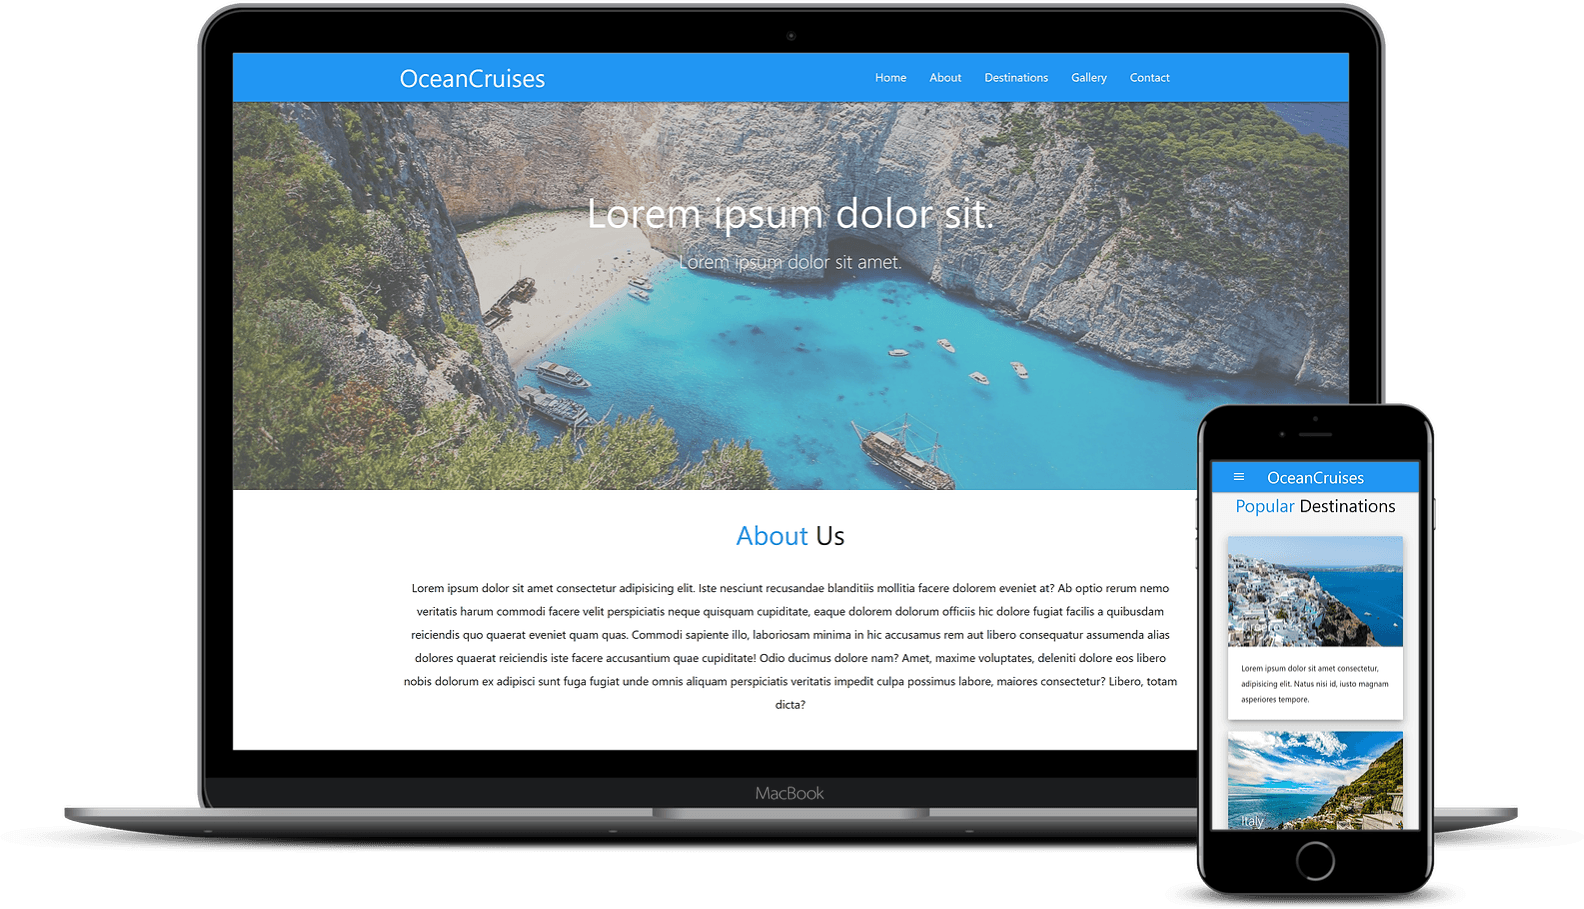 OceanCruises
Home About Destinations Gallery Contact
Lorem ipsum dolor sit.
Lorem ipsum dolor sit amet.
About Us
Lorem ipsum dolor sit amet consectetur adipisicing elit. Iste nesciunt recusandae blanditiis mollitia facere dolorem eveniet at? Ab optio rerum nemo
veritatis harum commodi facere velit perspiciatis neque quisquam cupiditate, eaque dolorem dolorum officiis hic dolore fugiat facilis a quibusdam
reiciendis quo quaerat eveniet quam quas. Commodi sapiente illo, laboriosam minima in hic accusamus rem aut libero consequatur assumenda alias
dolores quaerat reiciendis iste facere accusantium quae cupiditate! Odio ducimus dolore nam? Amet, maxime voluptates, deleniti dolore eos libero
nobis dolorum ex adipisci sunt fuga fugiat unde omnis aliquam perspiciatis veritatis impedit culpa possimus labore, maiores consectetur? Libero, totam
dicta?
MacBook
OceanCruises
Popular Destinations
Lorem ipsum dolor sit amet consectetur,
adipisicing elit. Natus nisi id, iusto magnam
asperiores tempore.
Italy